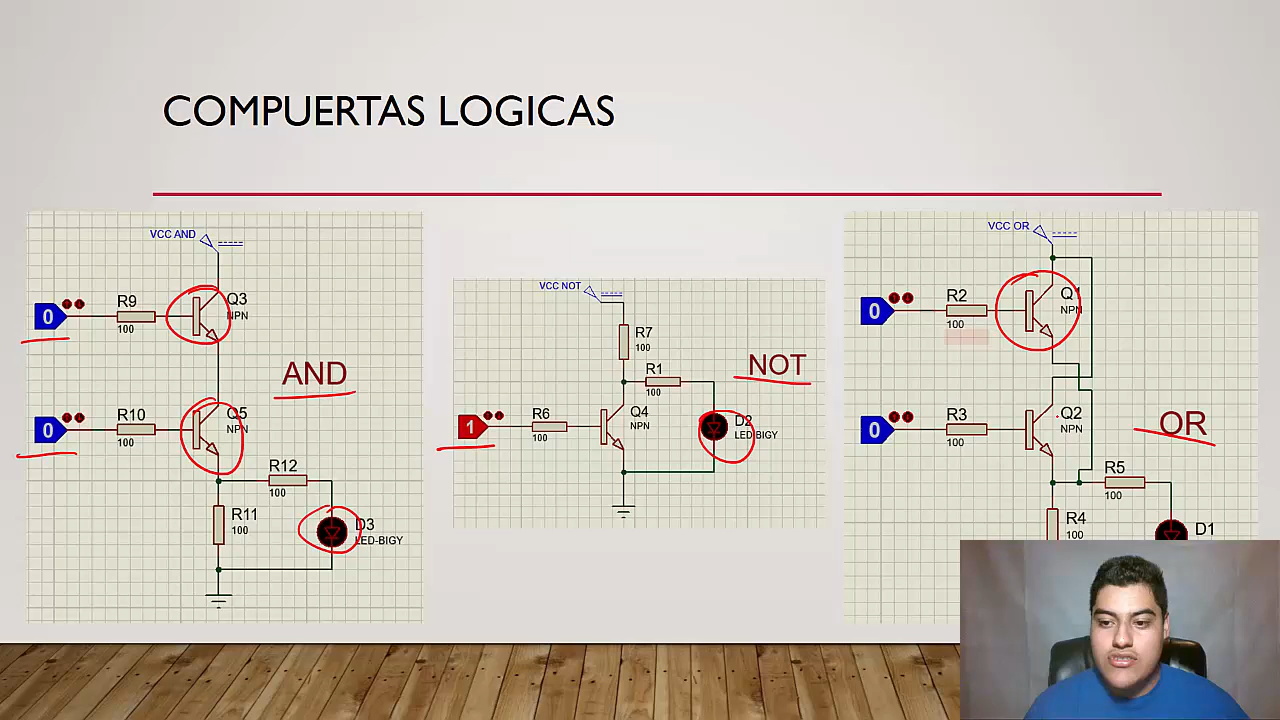 COMPUERTAS LOGICAS
VCC AND
R9
100
0
Q3
NPN
AND
R10
100
0
Q5
NPN
R12
100
R11
100
D3
LED-BIGY
VCC NOT
R7
100
R1
100
NOT
1
R6
100
Q4
NPN
D2
LED-BIGY
VCC OR
0
R2
100
Q1
NPN
0
R3
100
Q2
NPN
OR
R5
100
R4
100
D1